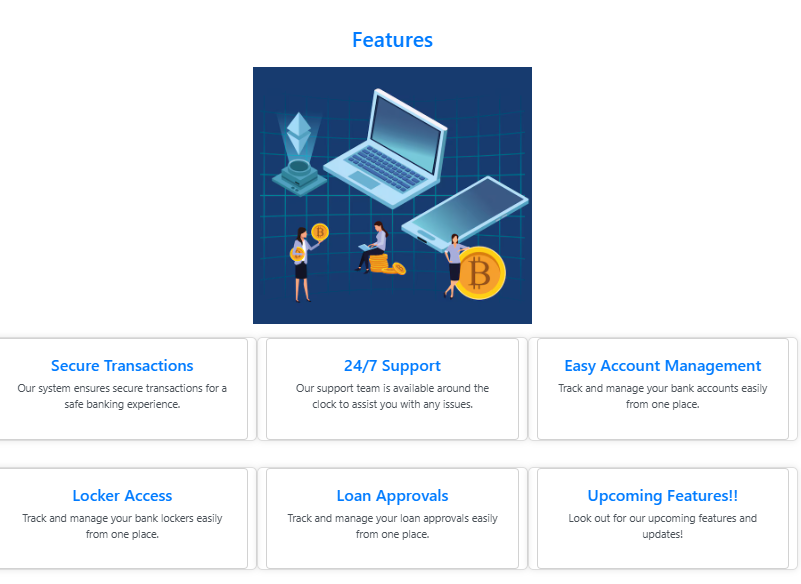 Features
Secure Transactions
Our system ensures secure transactions for a
safe banking experience.
24/7 Support
Our support team is available around the
clock to assist you with any issues.
Easy Account Management
Track and manage your bank accounts easily
from one place.
Locker Access
Track and manage your bank lockers easily
from one place.
Loan Approvals
Track and manage your loan approvals easily
from one place.
Upcoming Features!!
Look out for our upcoming features and
updates!